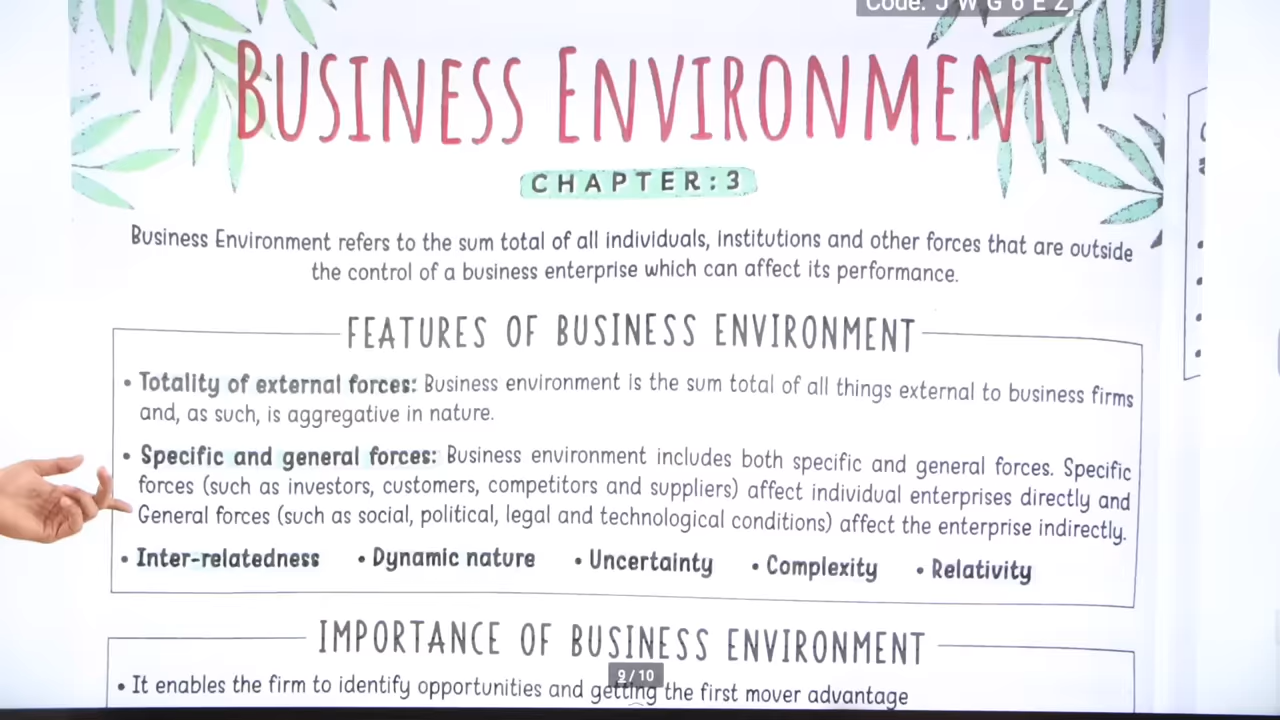 Code: J W G 6 E Z
BUSINESS ENVIRONMENT
CHAPTER:3
Business Environment refers to the sum total of all individuals, institutions and other forces that are outside
the control of a business enterprise which can affect its performance.
FEATURES OF BUSINESS ENVIRONMENT
• Totality of external forces: Business environment is the sum total of all things external to business firms
and, as such, is aggregative in nature.
• Specific and general forces: Business environment includes both specific and general forces. Specific
forces (such as investors, customers, competitors and suppliers) affect individual enterprises directly and
General forces (such as social, political, legal and technological conditions) affect the enterprise indirectly.
• Inter-relatedness • Dynamic nature • Uncertainty • Complexity • Relativity
IMPORTANCE OF BUSINESS ENVIRONMENT
9/10
• It enables the firm to identify opportunities and getting the first mover advantage